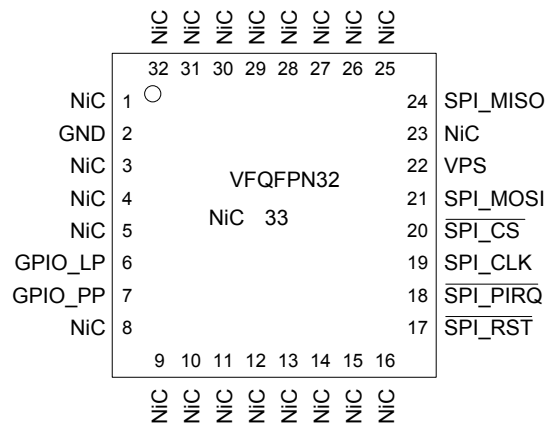 NiC NiC NiC NiC NiC NiC NiC NiC
32 31 30 29 28 27 26 25
NiC 1 24 SPI_MISO
GND 2 23 NiC
NiC 3 22 VPS
VFQFPN32
NiC 4 21 SPI_MOSI
NiC 33
NiC 5 20 SPI_CS
GPIO_LP 6 19 SPI_CLK
GPIO_PP 7 18 SPI_PIRQ
NiC 8 17 SPI_RST
9 10 11 12 13 14 15 16
NiC NiC NiC NiC NiC NiC NiC NiC